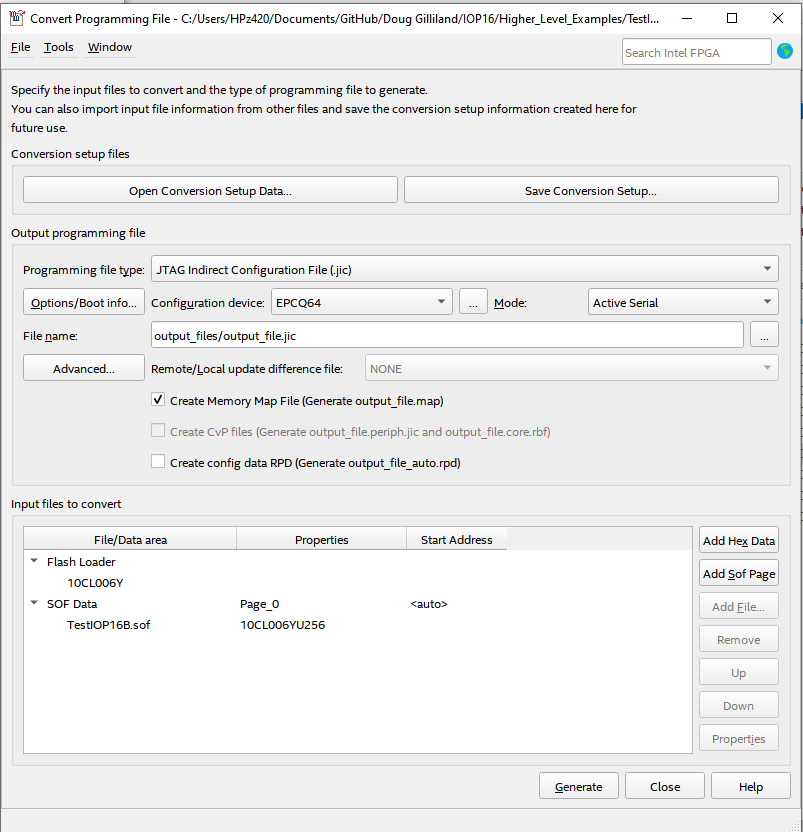 Convert Programming File - C:/Users/HPz420/Documents/GitHub/Doug Gilliland/IOP16/Higher_Level_Examples/TestI...
File Tools Window
Search Intel FPGA
Specify the input files to convert and the type of programming file to generate.
You can also import input file information from other files and save the conversion setup information created here for
future use.
Conversion setup files
Open Conversion Setup Data... Save Conversion Setup...
Output programming file
Programming file type: JTAG Indirect Configuration File (.jic)
Options/Boot info... Configuration device: EPCQ64 ... Mode: Active Serial
File name: output_files/output_file.jic ...
Advanced... Remote/Local update difference file: NONE
Create Memory Map File (Generate output_file.map)
Create CvP files (Generate output_file.periph.jic and output_file.core.rbf)
Create config data RPD (Generate output_file_auto.rpd)
Input files to convert
File/Data area Properties Start Address
Flash Loader
10CL006Y
SOF Data Page_0 <auto>
TestIOP16B.sof 10CL006YU256
Add Hex Data
Add Sof Page
Add File...
Remove
Up
Down
Properties
Generate Close Help